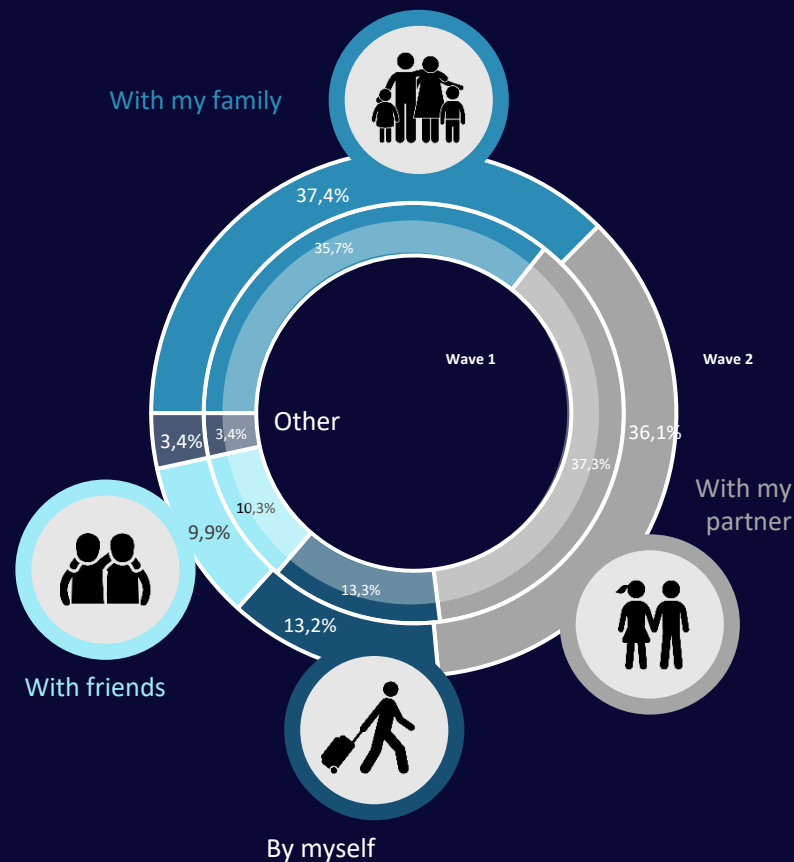 With my family
37,4%
35,7%
Wave 1
Wave 2
Other
3,4%
3,4%
36,1%
37,3%
With my
partner
10,3%
9,9%
13,3%
13,2%
With friends
By myself